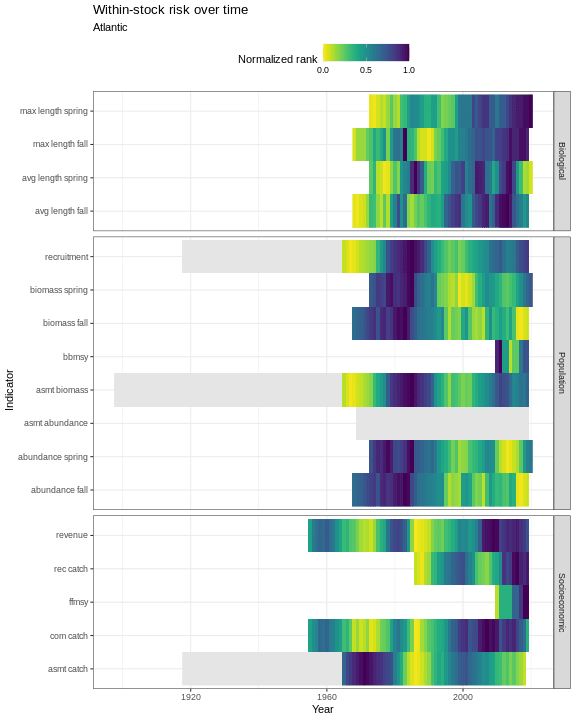 Within-stock risk over time
Atlantic
Normalized rank
0.0 0.5 1.0
max length spring
max length fall
avg length spring
avg length fall
Biological
recruitment
biomass spring
biomass fall
bbmsy
asmt biomass
asmt abundance
abundance spring
abundance fall
Population
revenue
rec catch
ffmsy
com catch
asmt catch
Socioeconomic
Indicator
1920 1960 2000
Year